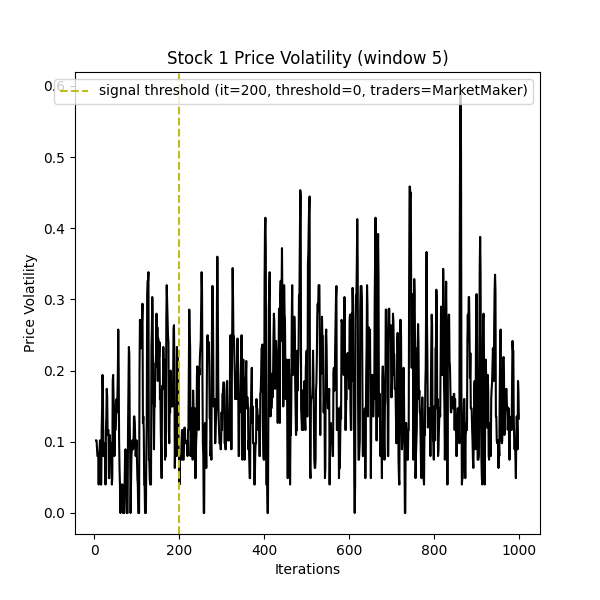 Stock 1 Price Volatility (window 5)
signal threshold (it=200, threshold=0, traders=MarketMaker)
0.6
0.5
0.4
0.3
0.2
0.1
0.0
Price Volatility
0 200 400 600 800 1000
Iterations